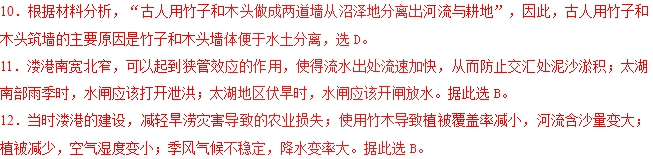 10．根据材料分析，“古人用竹子和木头做成两道墙从沼泽地分离出河流与耕地”，因此，古人用竹子和
木头筑墙的主要原因是竹子和木头墙体便于水土分离，选 D。
11．溇港南宽北窄，可以起到狭管效应的作用，使得流水出处流速加快，从而防止交汇处泥沙淤积；太湖
南部雨季时，水闸应该打开泄洪；太湖地区伏旱时，水闸应该开闸放水。据此选 B。
12．当时溇港的建设，减轻旱涝灾害导致的农业损失；使用竹木导致植被覆盖率减小，河流含沙量变大；
植被减少，空气湿度变小；季风气候不稳定，降水变率大。据此选 B。